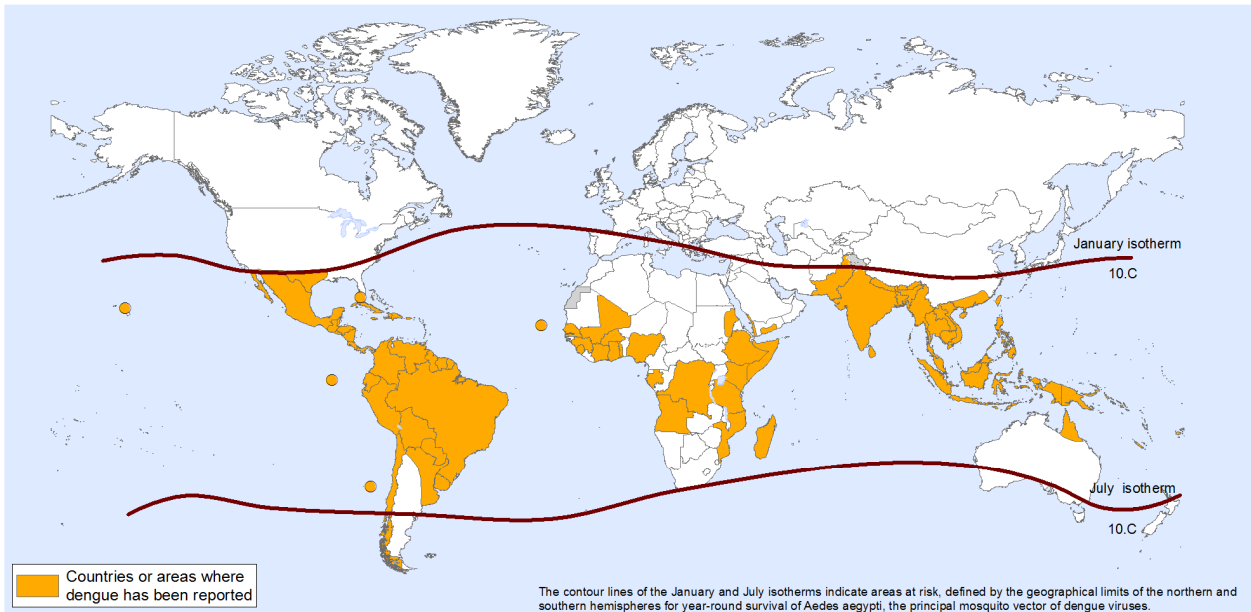 January isotherm
10.C
July isotherm
10.C
Countries or areas where
dengue has been reported
The contour lines of the January and July isotherms indicate areas at risk, defined by the geographical limits of the northern and
southern hemispheres for year-round survival of Aedes aegypti, the principal mosquito vector of dengue viruses.